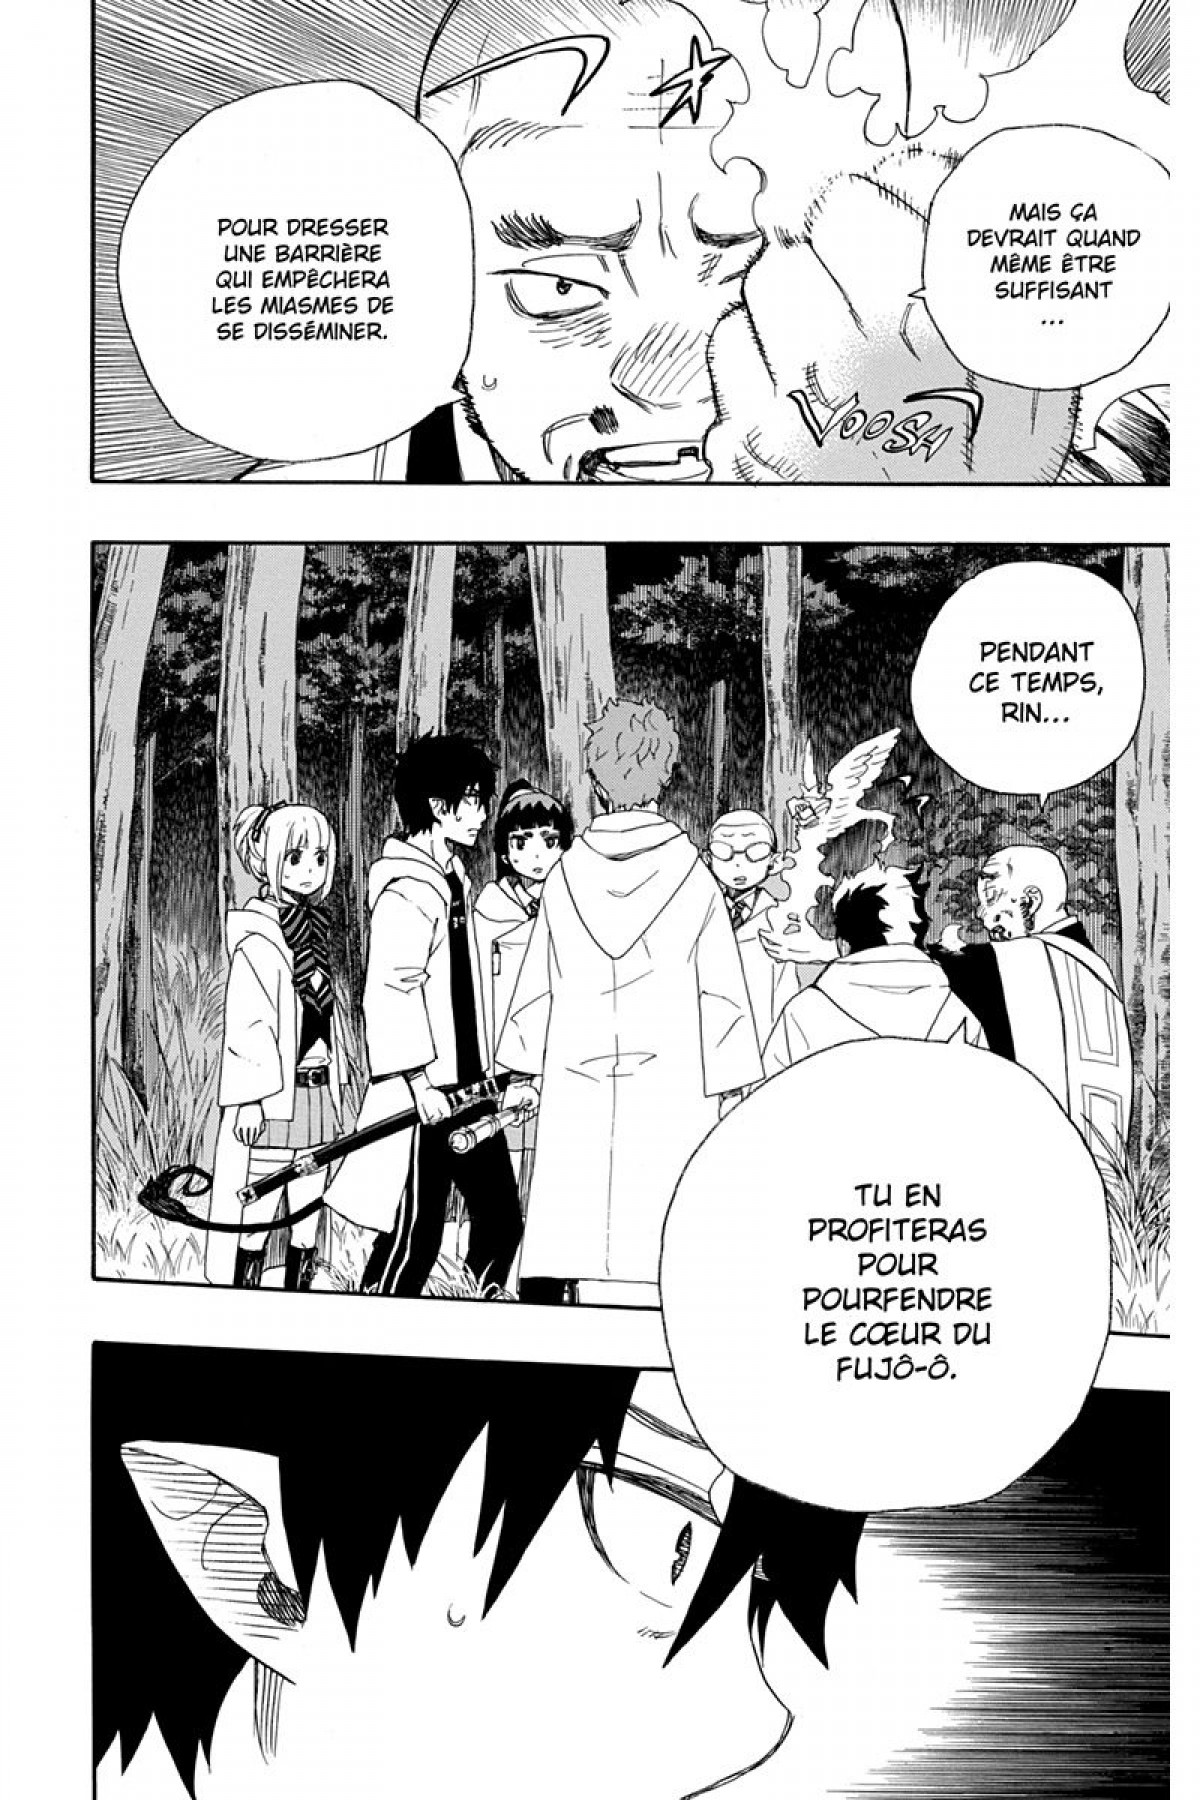 MAIS ÇA
DEVRAIT QUAND
MÊME ÊTRE
SUFFISANT
...
VOOSH
POUR DRESSER
UNE BARRIÈRE
QUI EMPÊCHERA
LES MIASMES DE
SE DISSÉMINER.
PENDANT
CE TEMPS,
RIN...
TU EN
PROFITERAS
POUR
POURFENDRE
LE CŒUR DU
FUJÔ-Ô.